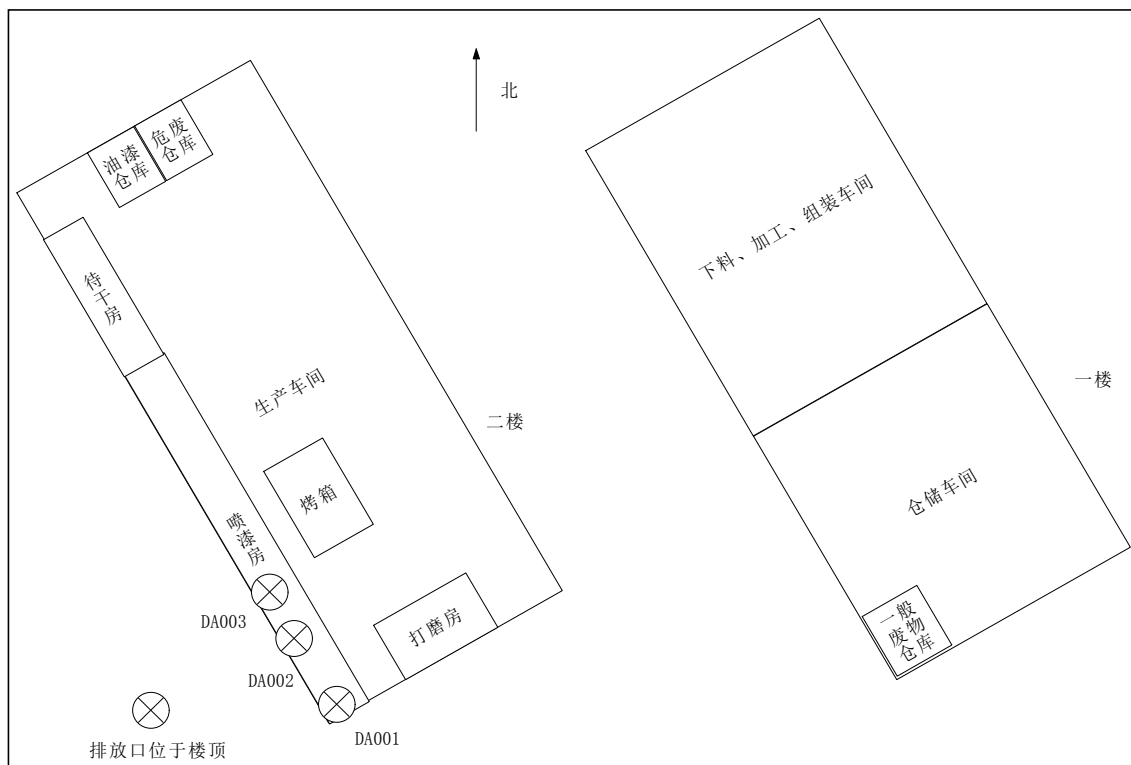 北
油漆
仓库
危废
仓库
待
干
房
生产车间
二楼
烤箱
喷
漆
房
DA003
DA002
DA001
打磨房
排放口位于楼顶
下料、加工、组装车间
一楼
仓储车间
一般
废物
仓库